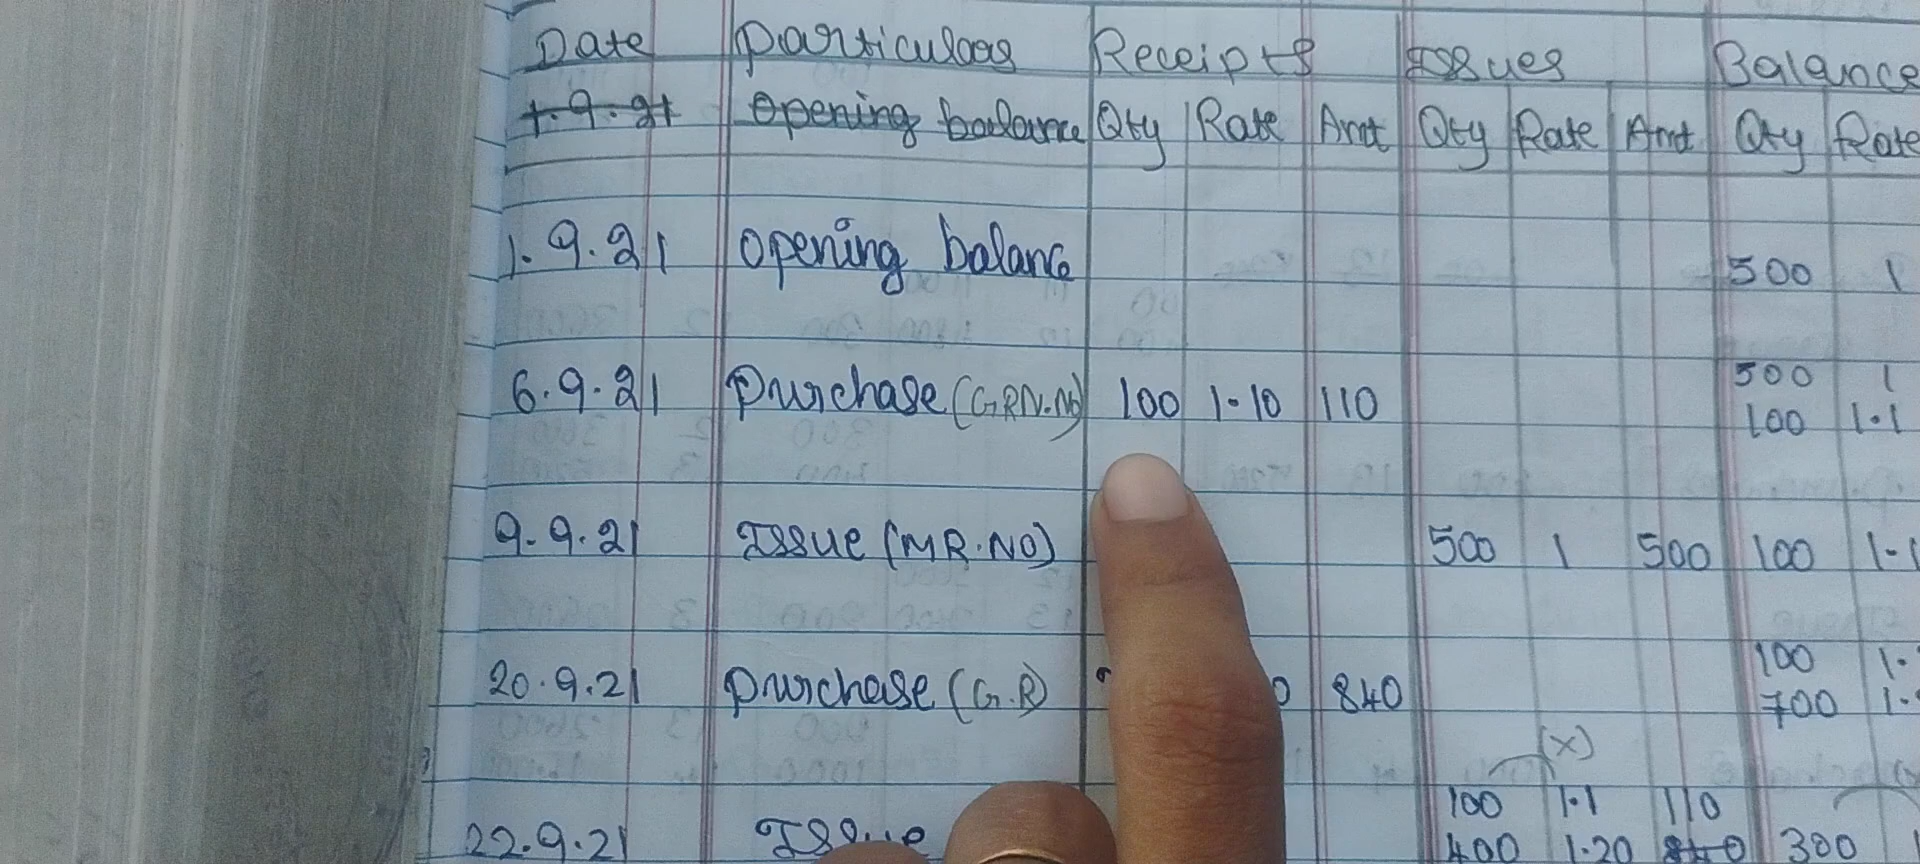 Date Particulars Receipts Issues Balance
1.9.21 Opening balance Qty Rate Amt Qty Rate Amt Qty Rate
1.9.21 Opening balanc 500 1
500 1
6.9.21 Purchase (GRN.No) 100 1.10 110 100 1.1
9.9.21 Issue (MR.NO) 500 1 500 100
100
20.9.21 Purchase (G.R) 840 700
(x)
100 1.1 110
22.9.21 Issue 400 1.20 300